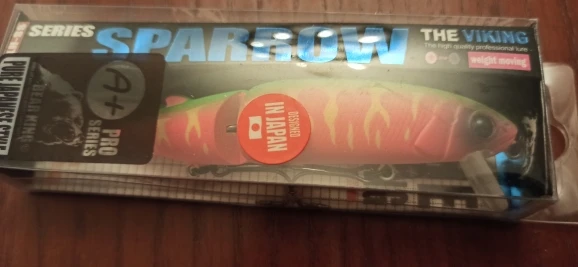 SERIES
SPARROW
THE VIKING
The high quality professional lure
weight moving
A+
PRO
SERIES
DESIGNED
IN JAPAN